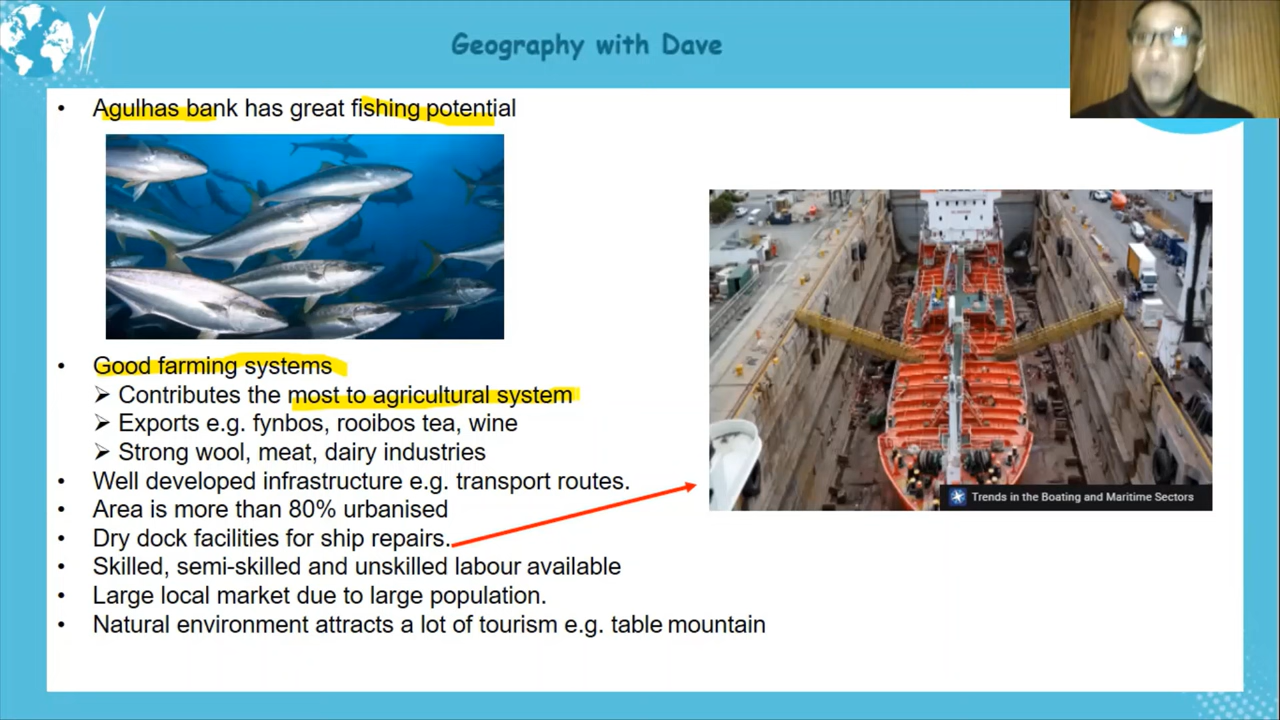 Geography with Dave
• Agulhas bank has great fishing potential
• Good farming systems
➢ Contributes the most to agricultural system
➢ Exports e.g. fynbos, rooibos tea, wine
➢ Strong wool, meat, dairy industries
• Well developed infrastructure e.g. transport routes.
• Area is more than 80% urbanised
• Dry dock facilities for ship repairs.
• Skilled, semi-skilled and unskilled labour available
• Large local market due to large population.
• Natural environment attracts a lot of tourism e.g. table mountain
Trends in the Boating and Maritime Sectors